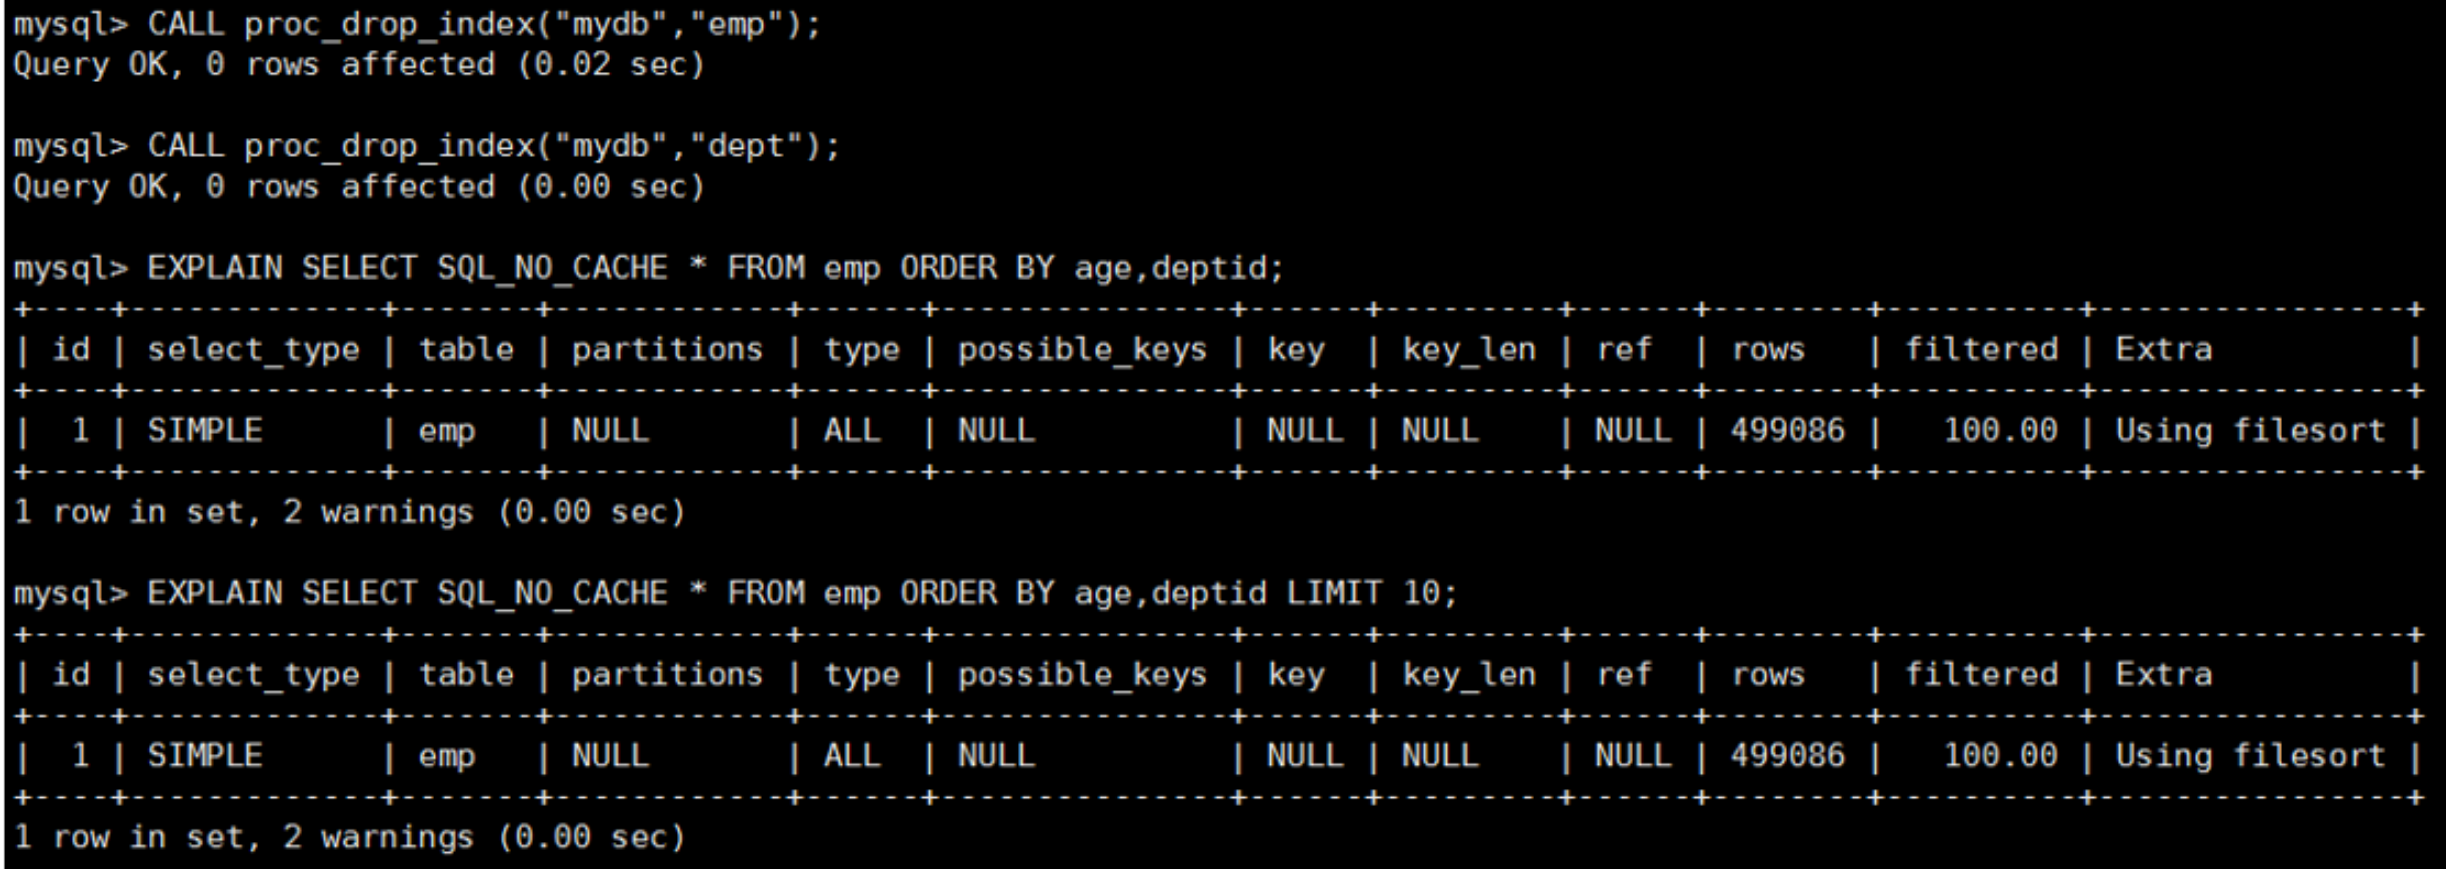 mysql> CALL proc_drop_index("mydb","emp");
Query OK, 0 rows affected (0.02 sec)
mysql> CALL proc_drop_index("mydb","dept");
Query OK, 0 rows affected (0.00 sec)
mysql> EXPLAIN SELECT SQL_NO_CACHE * FROM emp ORDER BY age,deptid;
+----+-------------+-------+------------+------+---------------+------+---------+------+--------+----------+----------------+
| id | select_type | table | partitions | type | possible_keys | key  | key_len | ref  | rows   | filtered | Extra          |
+----+-------------+-------+------------+------+---------------+------+---------+------+--------+----------+----------------+
|  1 | SIMPLE      | emp   | NULL       | ALL  | NULL          | NULL | NULL    | NULL | 499086 |   100.00 | Using filesort |
+----+-------------+-------+------------+------+---------------+------+---------+------+--------+----------+----------------+
1 row in set, 2 warnings (0.00 sec)
mysql> EXPLAIN SELECT SQL_NO_CACHE * FROM emp ORDER BY age,deptid LIMIT 10;
+----+-------------+-------+------------+------+---------------+------+---------+------+--------+----------+----------------+
| id | select_type | table | partitions | type | possible_keys | key  | key_len | ref  | rows   | filtered | Extra          |
+----+-------------+-------+------------+------+---------------+------+---------+------+--------+----------+----------------+
|  1 | SIMPLE      | emp   | NULL       | ALL  | NULL          | NULL | NULL    | NULL | 499086 |   100.00 | Using filesort |
+----+-------------+-------+------------+------+---------------+------+---------+------+--------+----------+----------------+
1 row in set, 2 warnings (0.00 sec)